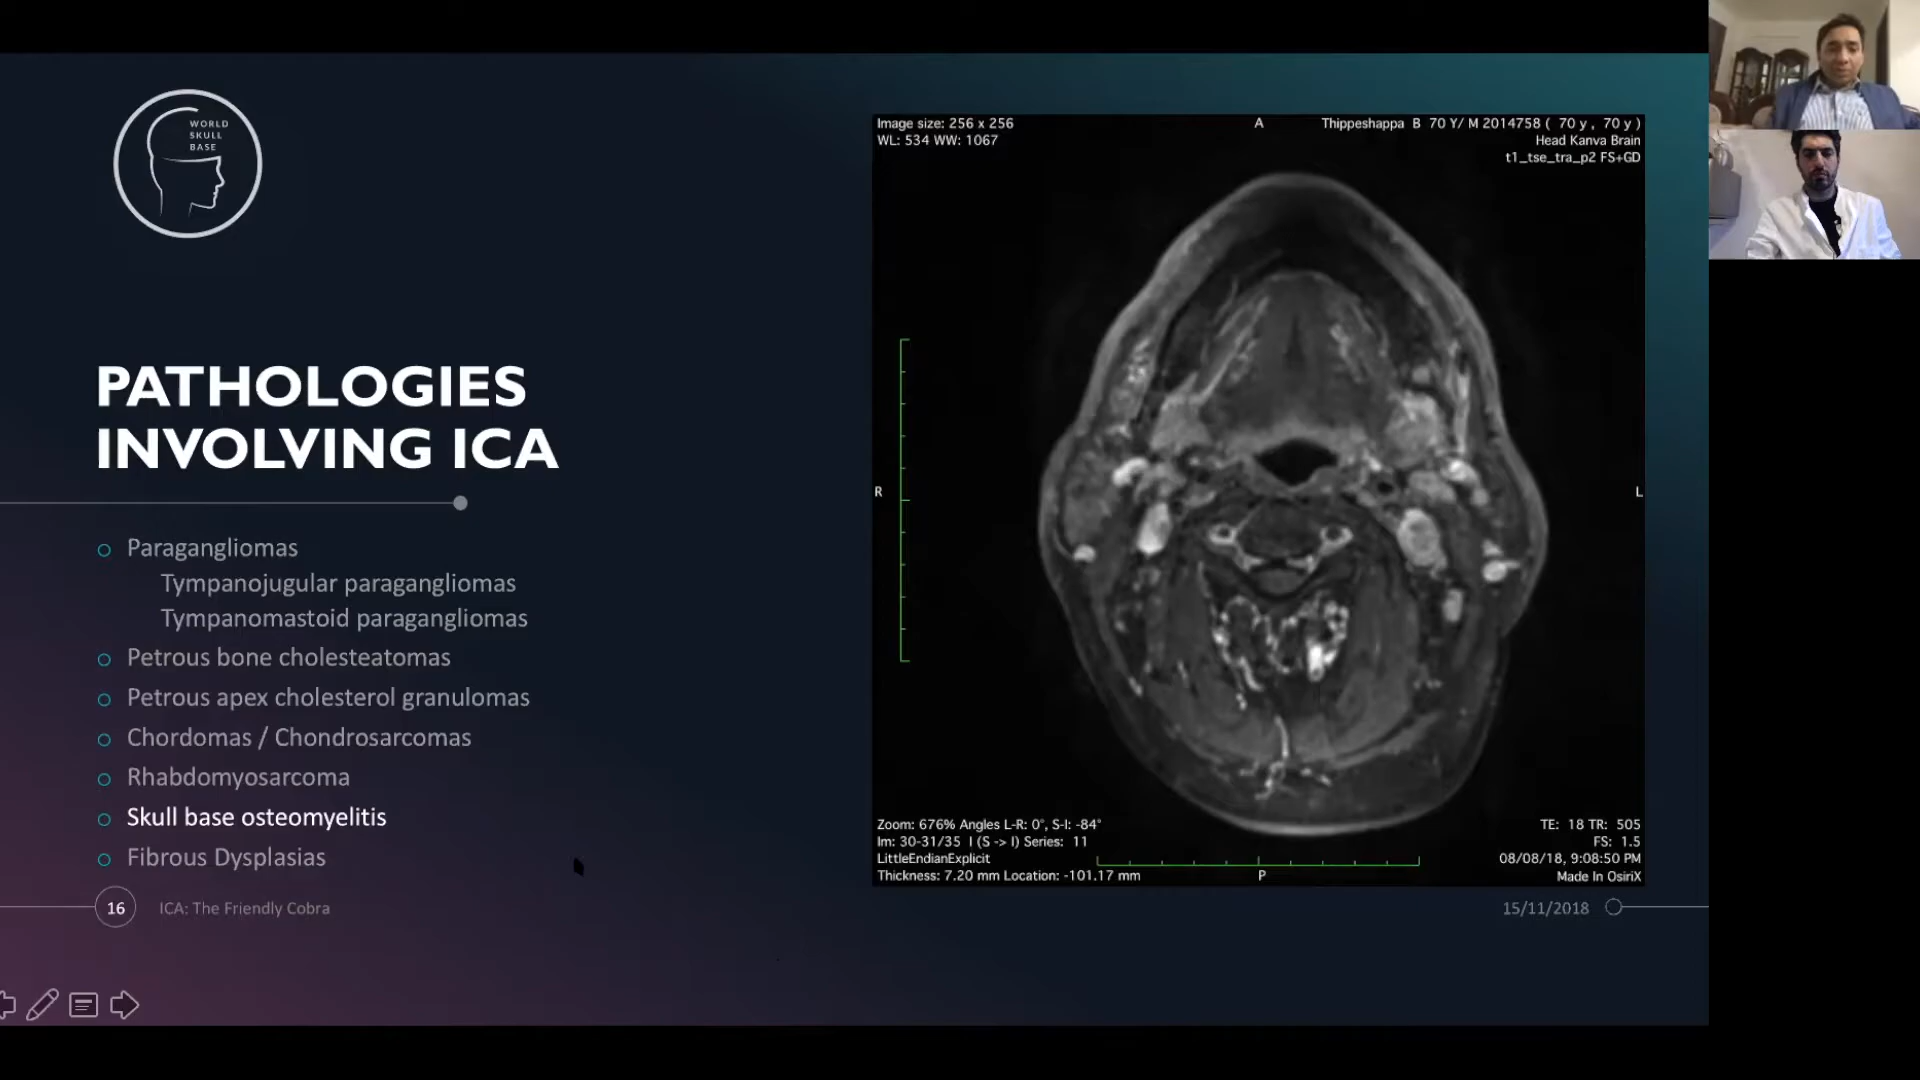 WORLD
SKULL
BASE
PATHOLOGIES
INVOLVING ICA
Paragangliomas
Tympanojugular paragangliomas
Tympanomastoid paragangliomas
Petrous bone cholesteatomas
Petrous apex cholesterol granulomas
Chordomas / Chondrosarcomas
Rhabdomyosarcoma
Skull base osteomyelitis
Fibrous Dysplasias
16
ICA: The Friendly Cobra
15/11/2018
Image size: 256 x 256
WL: 534 WW: 1067
A
Thippeshappa B 70 Y/ M 2014758 ( 70 y , 70 y )
Head Kanva Brain
t1_tse_tra_p2 FS+GD
R
L
Zoom: 676% Angles L-R: 0°, S-I: -84°
Im: 30-31/35 I (S -> I) Series: 11
LittleEndianExplicit
Thickness: 7.20 mm Location: -101.17 mm
P
TE: 18 TR: 505
FS: 1.5
08/08/18, 9:08:50 PM
Made In OsiriX